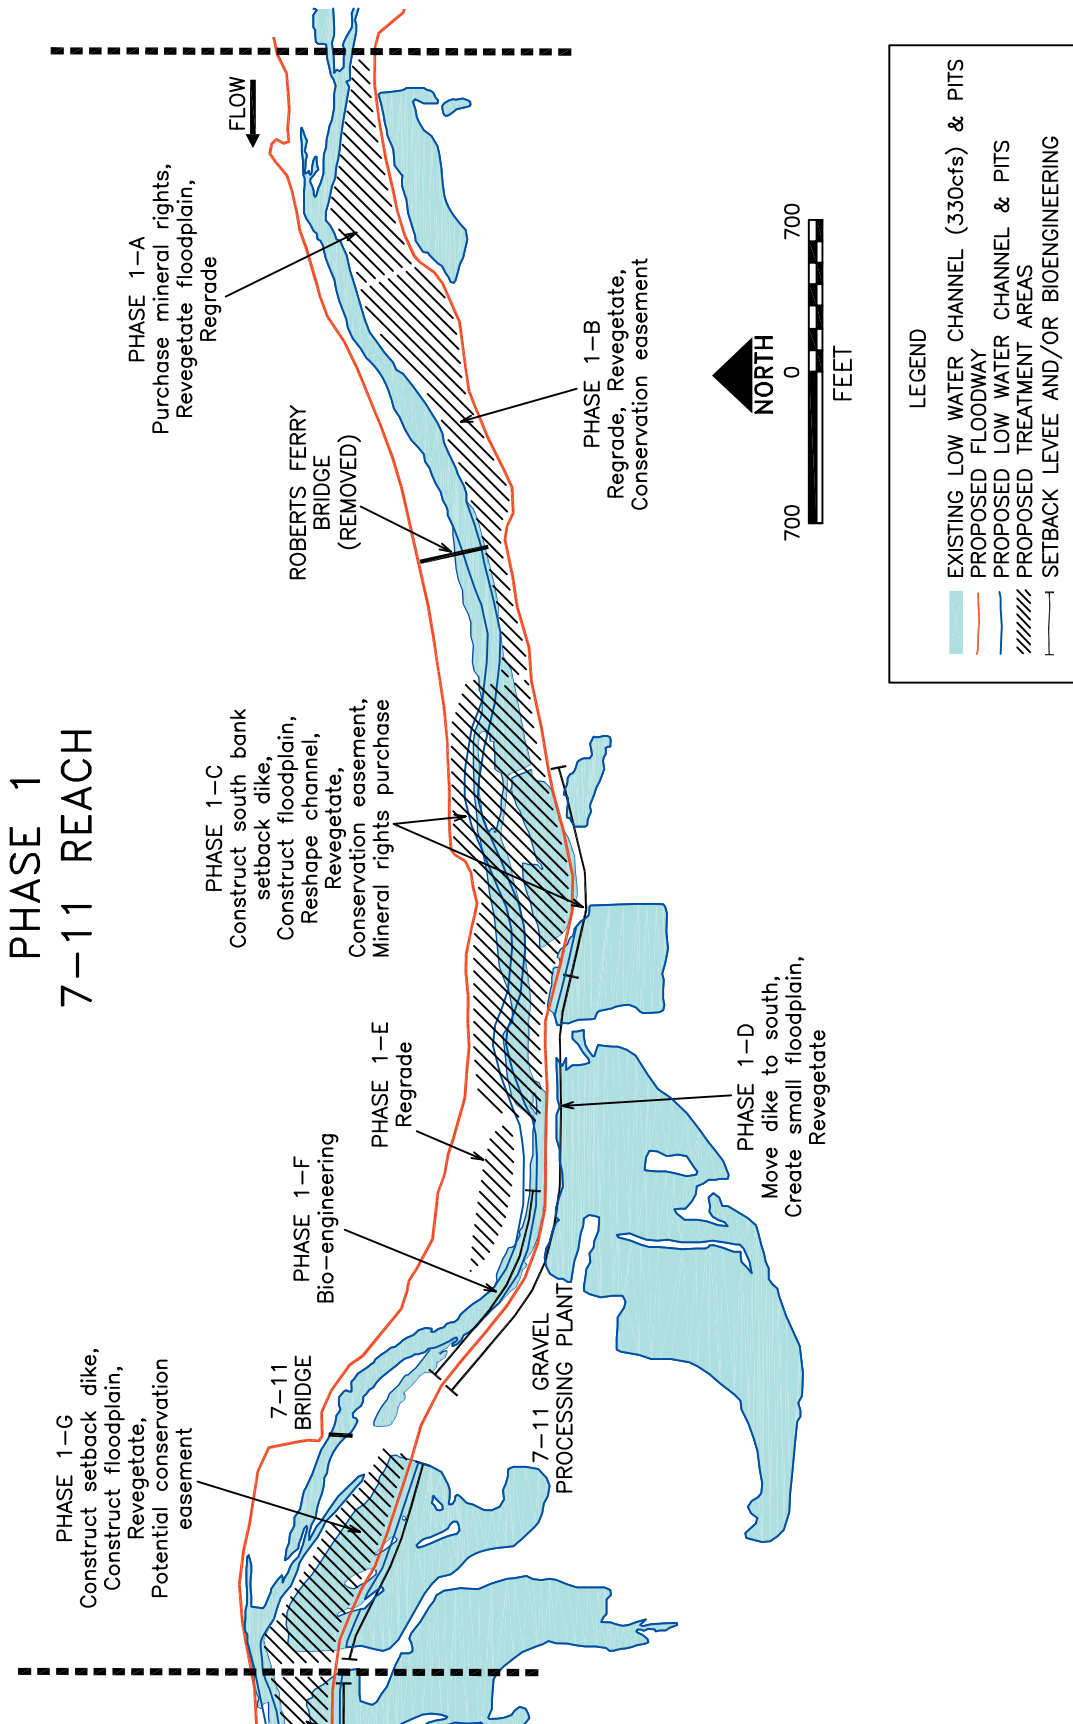 PHASE 1
7-11 REACH
PHASE 1-G
Construct setback dike,
Construct floodplain,
Revegetate,
Potential conservation
easement
7-11
BRIDGE
PHASE 1-F
Bio-engineering
PHASE 1-E
Regrade
PHASE 1-C
Construct south bank
setback dike,
Construct floodplain,
Reshape channel,
Revegetate,
Conservation easement,
Mineral rights purchase
ROBERTS FERRY
BRIDGE
(REMOVED)
PHASE 1-A
Purchase mineral rights,
Revegetate floodplain,
Regrade
FLOW
7-11 GRAVEL
PROCESSING PLANT
PHASE 1-D
Move dike to south,
Create small floodplain,
Revegetate
PHASE 1-B
Regrade, Revegetate,
Conservation easement
NORTH
700 0 700
FEET
LEGEND
EXISTING LOW WATER CHANNEL (330cfs) & PITS
PROPOSED FLOODWAY
PROPOSED LOW WATER CHANNEL & PITS
PROPOSED TREATMENT AREAS
SETBACK LEVEE AND/OR BIOENGINEERING